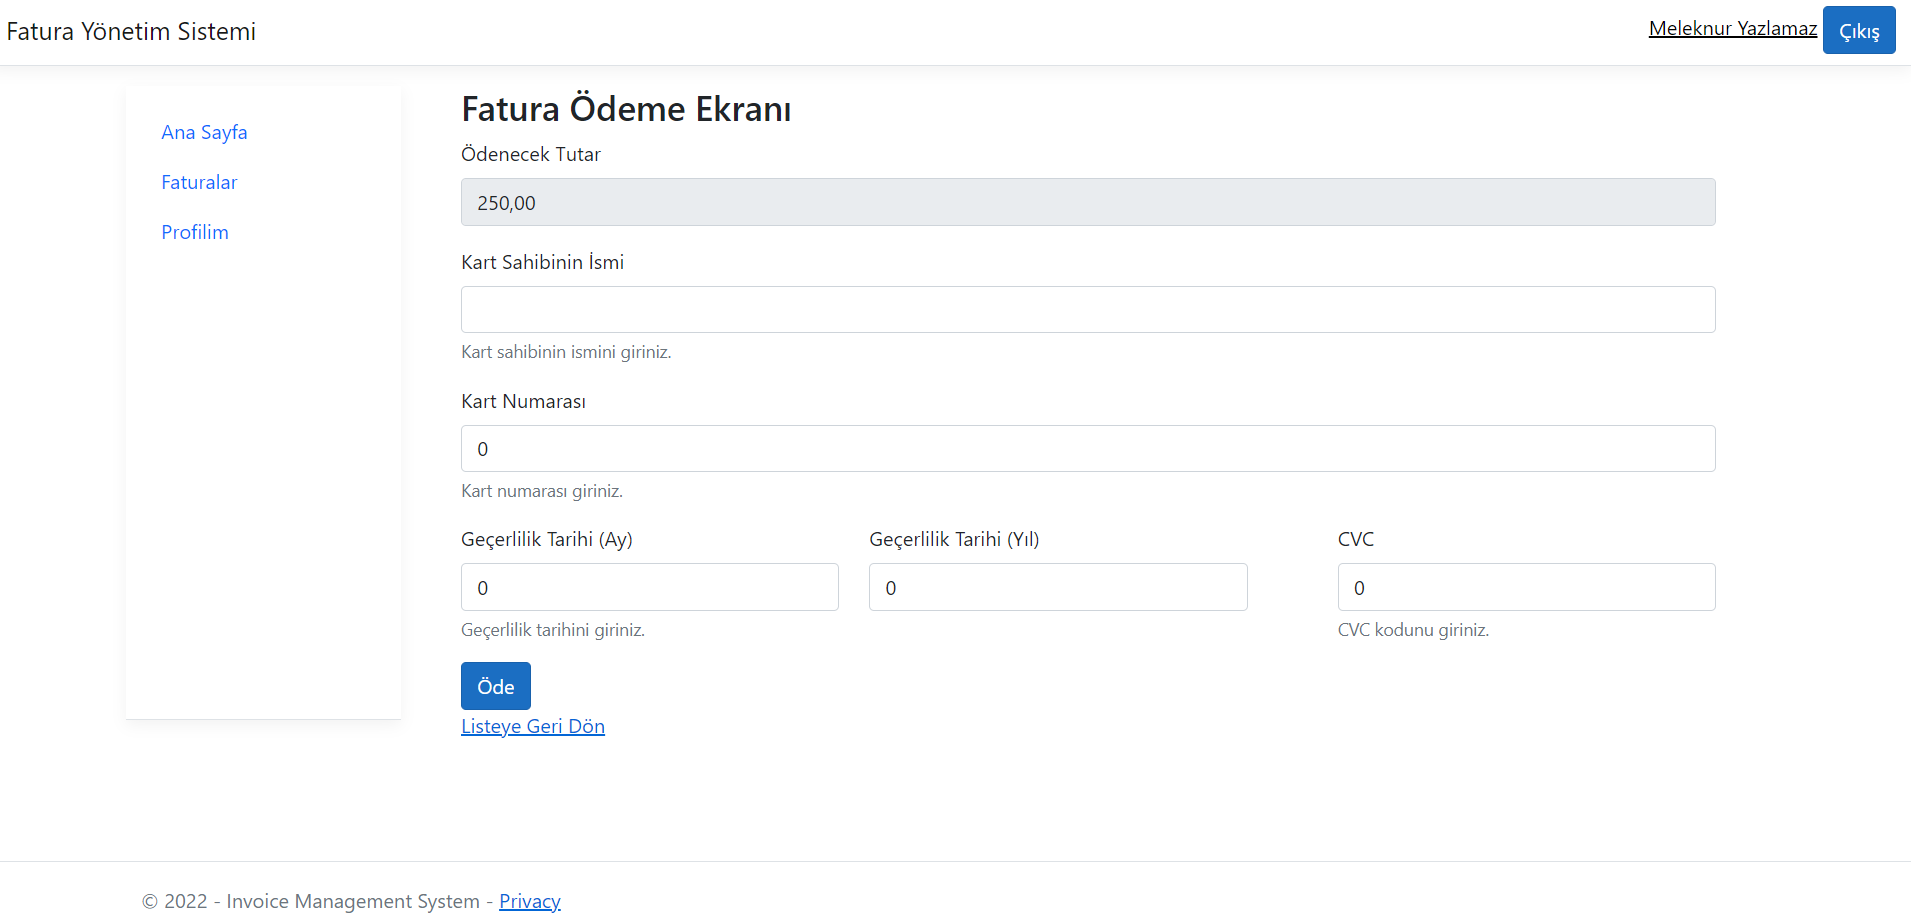 Fatura Yönetim Sistemi
Meleknur Yazlamaz
Çıkış
Ana Sayfa
Faturalar
Profilim
Fatura Ödeme Ekranı
Ödenecek Tutar
250,00
Kart Sahibinin İsmi
Kart sahibinin ismini giriniz.
Kart Numarası
0
Kart numarası giriniz.
Geçerlilik Tarihi (Ay)
0
Geçerlilik tarihini giriniz.
Geçerlilik Tarihi (Yıl)
0
CVC
0
CVC kodunu giriniz.
Öde
Listeye Geri Dön
© 2022 - Invoice Management System - Privacy